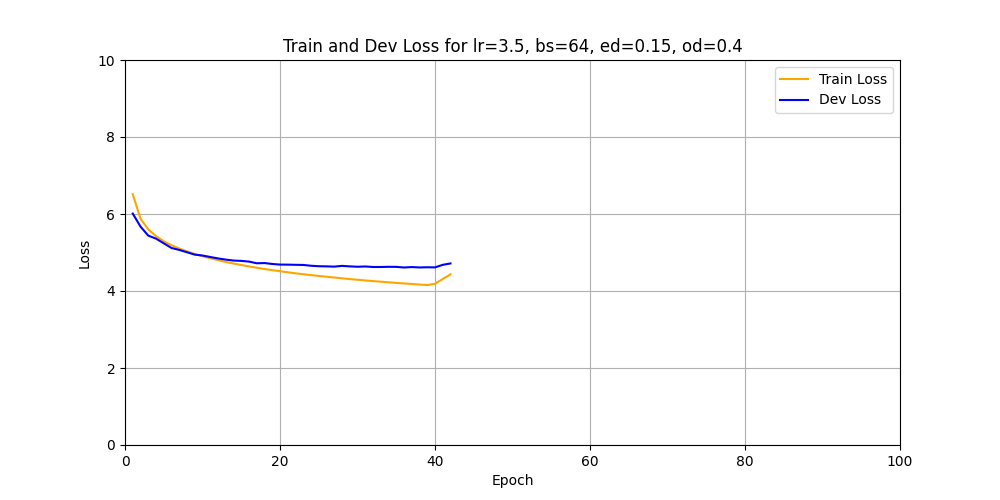 Train and Dev Loss for lr=3.5, bs=64, ed=0.15, od=0.4
Train Loss
Dev Loss
Loss
10
8
6
4
2
0
0 20 40 60 80 100
Epoch